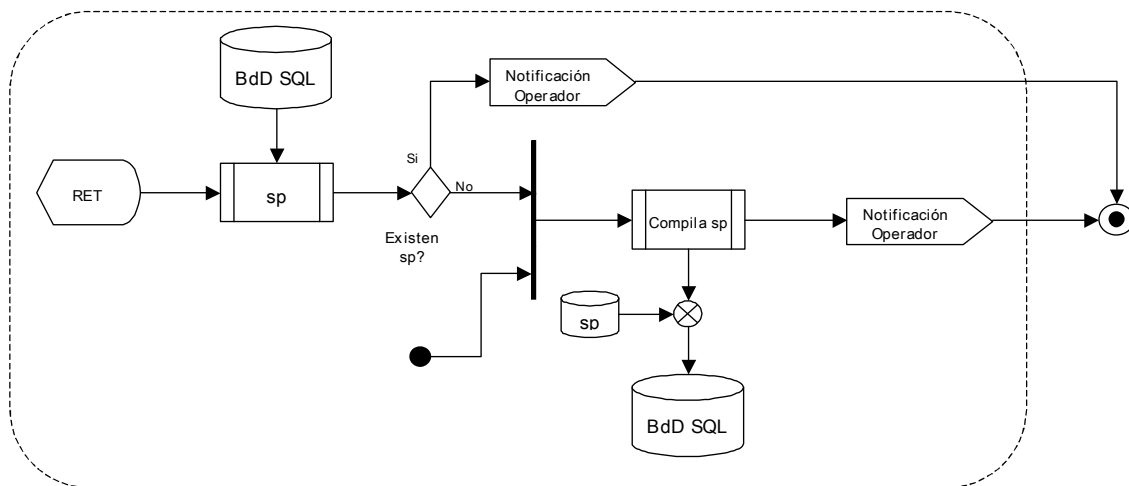 BdD SQL
Notificación
Operador
Si
RET
sp
No
Existen
sp?
Compila sp
Notificación
Operador
sp
BdD SQL